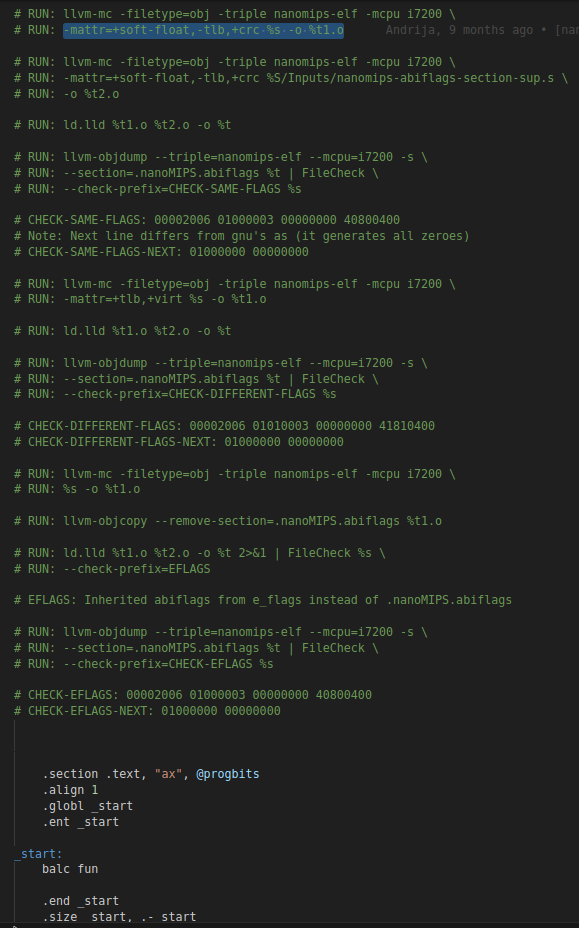 # RUN: llvm-mc -filetype=obj -triple nanomips-elf -mcpu i7200 \
# RUN: -mattr=+soft-float,-tlb,+crc %s -o %t1.o Andrija, 9 months ago • [nan
# RUN: llvm-mc -filetype=obj -triple nanomips-elf -mcpu i7200 \
# RUN: -mattr=+soft-float,-tlb,+crc %S/Inputs/nanomips-abiflags-section-sup.s \
# RUN: -o %t2.o
# RUN: ld.lld %t1.o %t2.o -o %t
# RUN: llvm-objdump --triple=nanomips-elf --mcpu=i7200 -s \
# RUN: --section=.nanoMIPS.abiflags %t | FileCheck \
# RUN: --check-prefix=CHECK-SAME-FLAGS %s
# CHECK-SAME-FLAGS: 00002006 01000003 00000000 40800400
# Note: Next line differs from gnu's as (it generates all zeroes)
# CHECK-SAME-FLAGS-NEXT: 01000000 00000000
# RUN: llvm-mc -filetype=obj -triple nanomips-elf -mcpu i7200 \
# RUN: -mattr=+tlb,+virt %s -o %t1.o
# RUN: ld.lld %t1.o %t2.o -o %t
# RUN: llvm-objdump --triple=nanomips-elf --mcpu=i7200 -s \
# RUN: --section=.nanoMIPS.abiflags %t | FileCheck \
# RUN: --check-prefix=CHECK-DIFFERENT-FLAGS %s
# CHECK-DIFFERENT-FLAGS: 00002006 01010003 00000000 41810400
# CHECK-DIFFERENT-FLAGS-NEXT: 01000000 00000000
# RUN: llvm-mc -filetype=obj -triple nanomips-elf -mcpu i7200 \
# RUN: %s -o %t1.o
# RUN: llvm-objcopy --remove-section=.nanoMIPS.abiflags %t1.o
# RUN: ld.lld %t1.o %t2.o -o %t 2>&1 | FileCheck %s \
# RUN: --check-prefix=EFLAGS
# EFLAGS: Inherited abiflags from e_flags instead of .nanoMIPS.abiflags
# RUN: llvm-objdump --triple=nanomips-elf --mcpu=i7200 -s \
# RUN: --section=.nanoMIPS.abiflags %t | FileCheck \
# RUN: --check-prefix=CHECK-EFLAGS %s
# CHECK-EFLAGS: 00002006 01000003 00000000 40800400
# CHECK-EFLAGS-NEXT: 01000000 00000000
.section .text, "ax", @progbits
.align 1
.globl _start
.ent _start
_start:
balc fun
.end _start
.size _start, .-_start